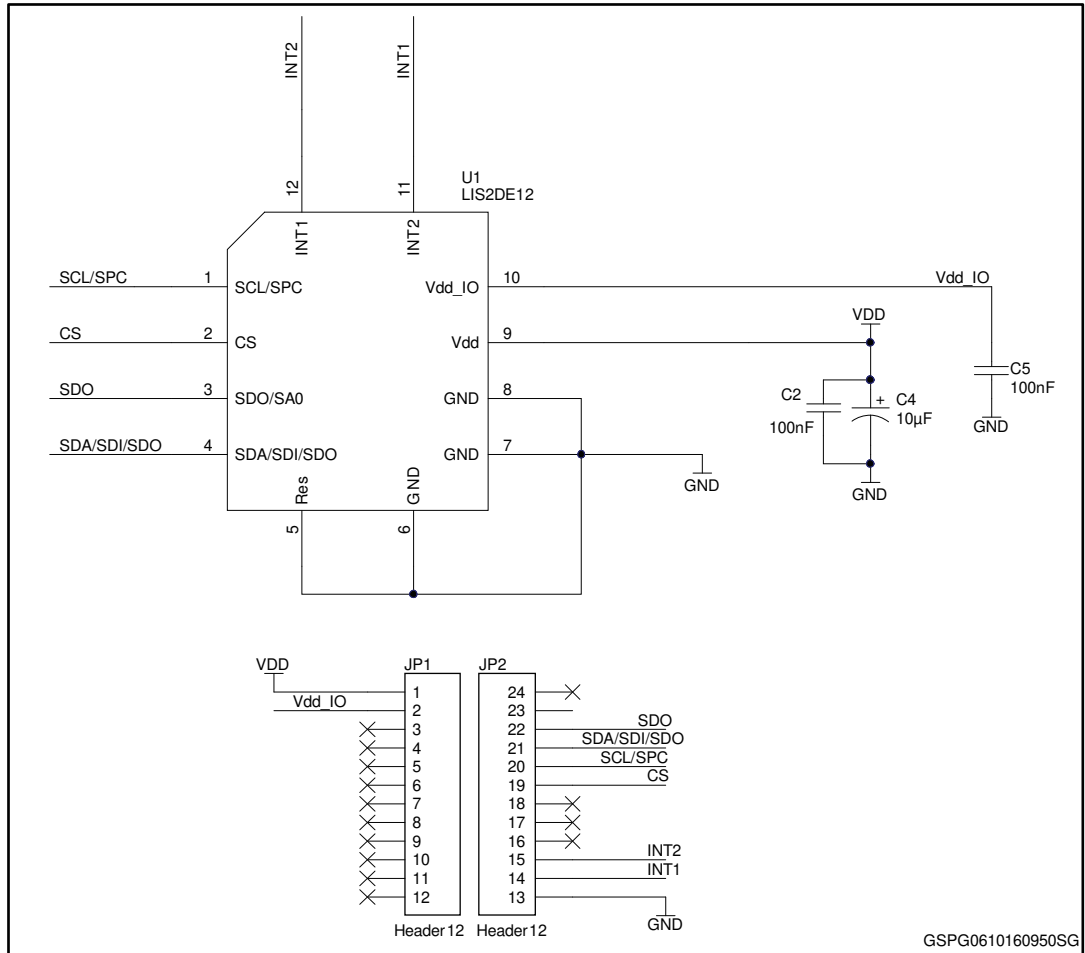 INT2
INT1
12
11
U1
LIS2DE12
INT1
INT2
SCL/SPC 1 SCL/SPC
Vdd_IO 10 Vdd_IO
CS 2 CS
Vdd 9
VDD
SDO 3 SDO/SA0
GND 8
C2
100nF
+ C4
10µF
C5
100nF
GND
SDA/SDI/SDO 4 SDA/SDI/SDO
GND 7
GND
GND
Res
GND
5
6
VDD
Vdd_IO
JP1
1
2
3
4
5
6
7
8
9
10
11
12
Header12
JP2
24
23
22 SDO
21 SDA/SDI/SDO
20 SCL/SPC
19 CS
18
17
16
15 INT2
14 INT1
13
GND
Header12
GSPG0610160950SG